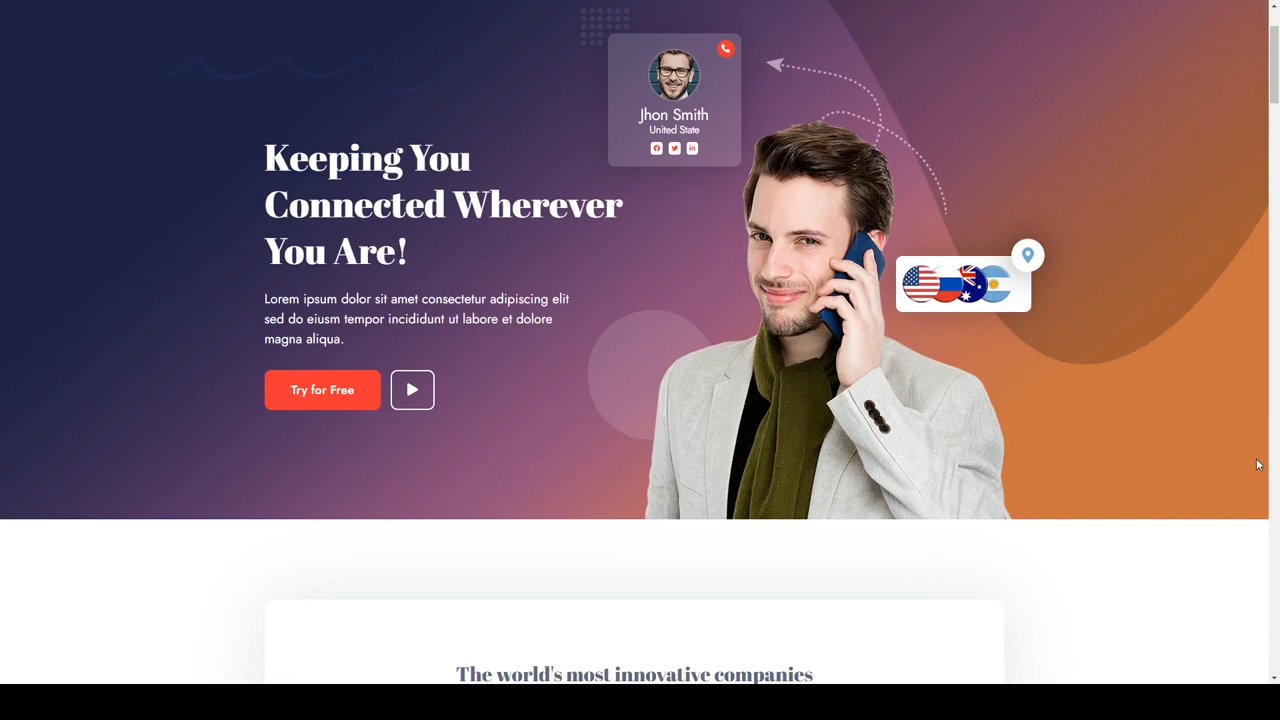 Jhon Smith
United State
Keeping You
Connected Wherever
You Are!
Lorem ipsum dolor sit amet consectetur adipiscing elit
sed do eiusm tempor incididunt ut labore et dolore
magna aliqua.
Try for Free
The world's most innovative companies